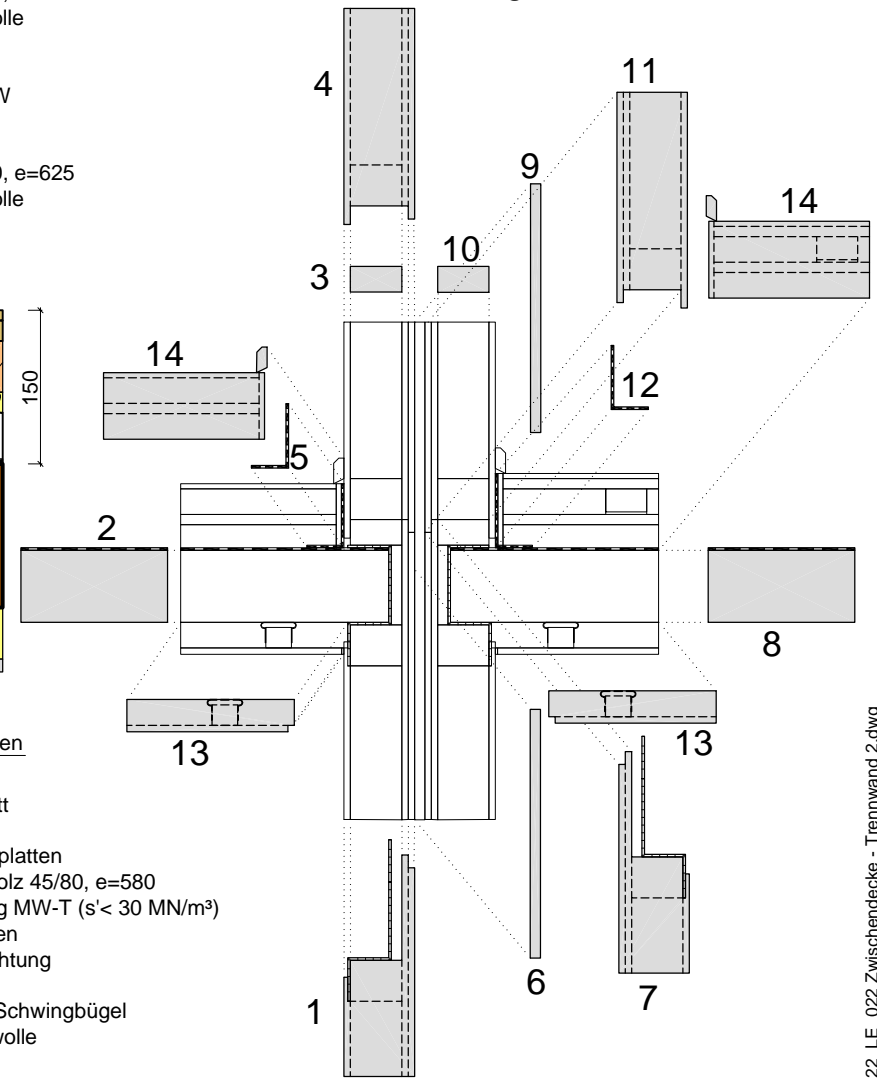 olle
W
, e=625
olle
150
en
tt
platten
olz 45/80, e=580
g MW-T (s'< 30 MN/m³)
en
htung
Schwingbügel
volle
4
11
9
14
3
10
14
12
5
2
8
13
13
6
7
1
22_LE_022 Zwischendecke - Trennwand 2.dwg